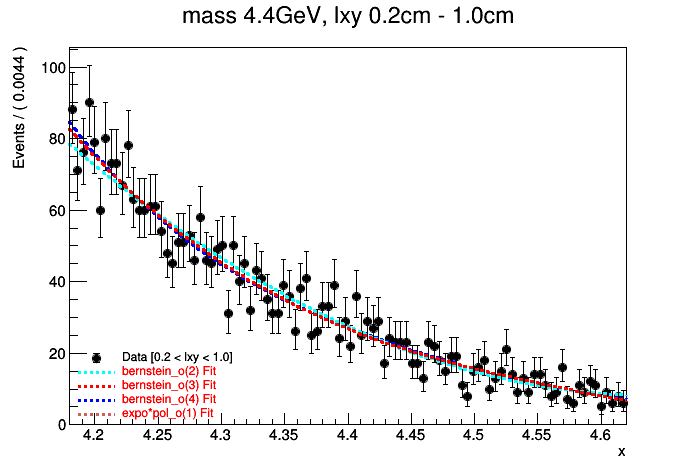 mass 4.4GeV, lxy 0.2cm - 1.0cm
Events / ( 0.0044 )
100
80
60
40
20
0
Data [0.2 < lxy < 1.0]
bernstein_o(2) Fit
bernstein_o(3) Fit
bernstein_o(4) Fit
expo*pol_o(1) Fit
4.2 4.25 4.3 4.35 4.4 4.45 4.5 4.55 4.6
x